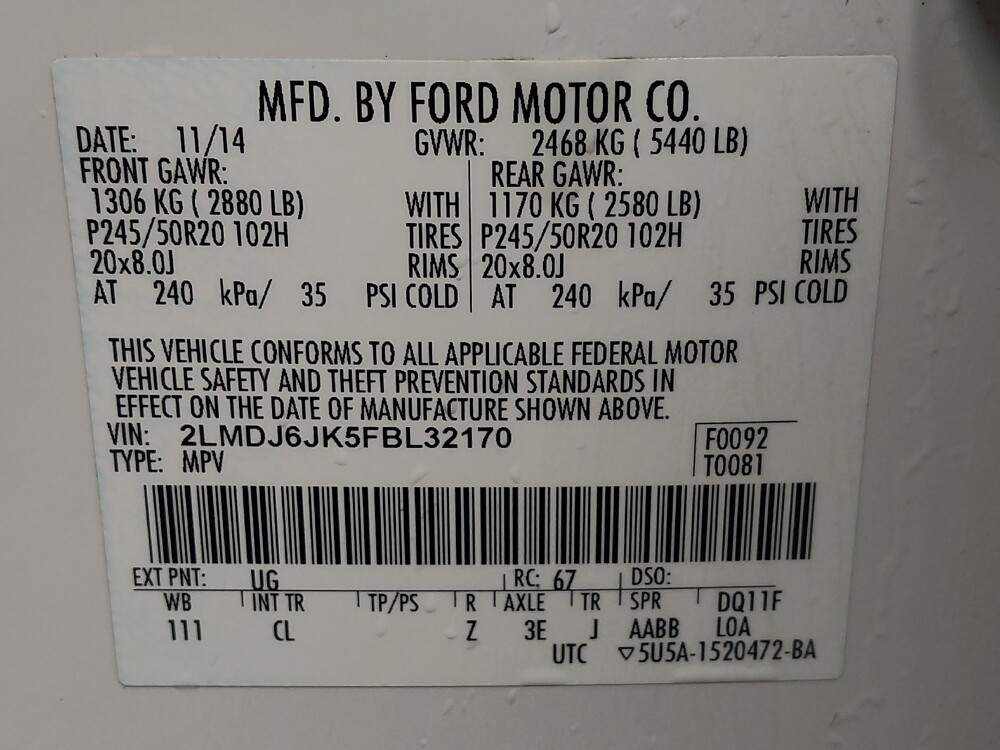 MFD. BY FORD MOTOR CO.
DATE: 11/14 GVWR: 2468 KG ( 5440 LB)
FRONT GAWR: REAR GAWR:
1306 KG ( 2880 LB) WITH 1170 KG ( 2580 LB) WITH
P245/50R20 102H TIRES P245/50R20 102H TIRES
20x8.0J RIMS 20x8.0J RIMS
AT 240 kPa/ 35 PSI COLD AT 240 kPa/ 35 PSI COLD
THIS VEHICLE CONFORMS TO ALL APPLICABLE FEDERAL MOTOR
VEHICLE SAFETY AND THEFT PREVENTION STANDARDS IN
EFFECT ON THE DATE OF MANUFACTURE SHOWN ABOVE.
VIN: 2LMDJ6JK5FBL32170 F0092
TYPE: MPV T0081
EXT PNT: UG RC: 67 DSO:
WB INT TR TP/PS R AXLE TR SPR DQ11F
111 CL Z 3E J AABB LOA
UTC ▽5U5A-1520472-BA